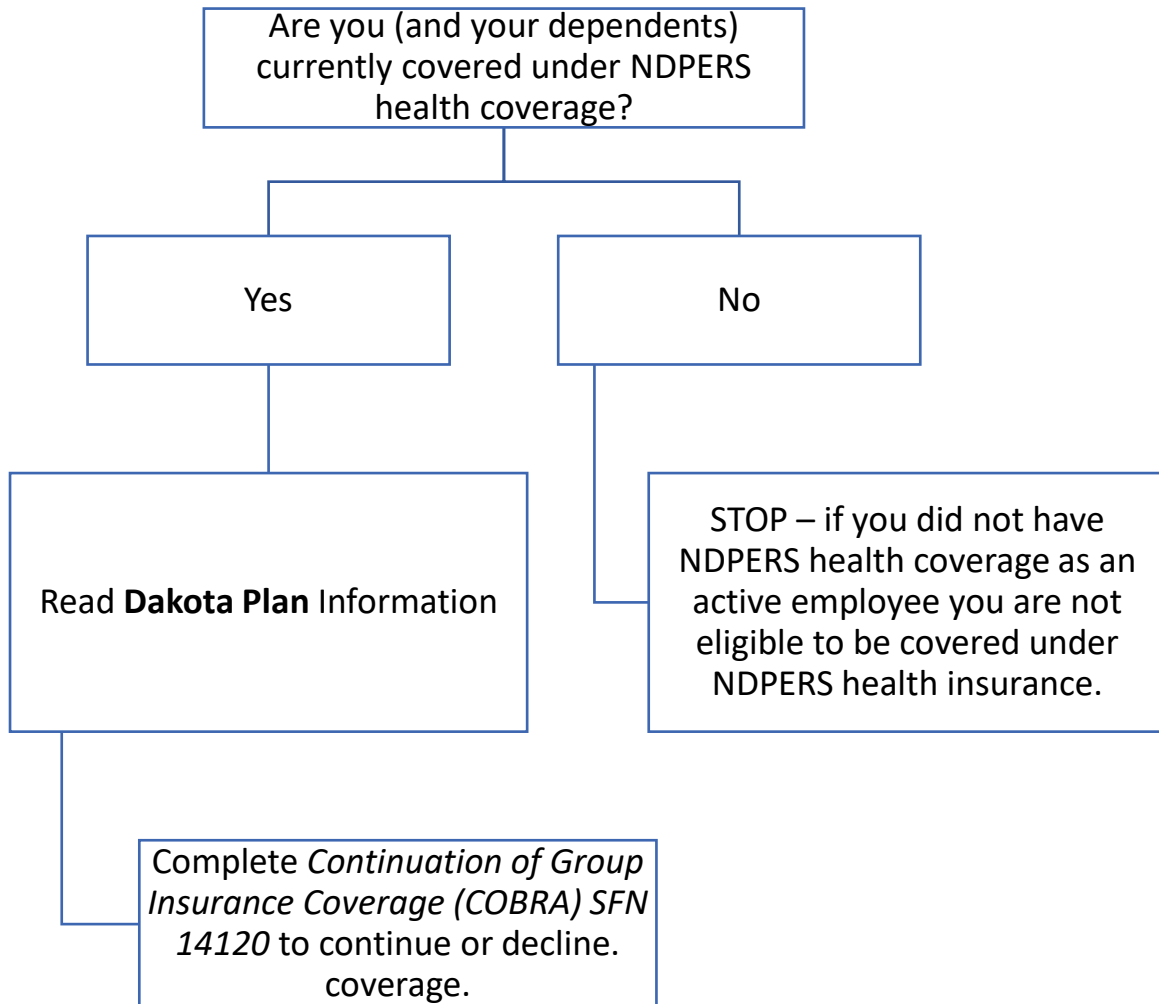 Are you (and your dependents)
currently covered under NDPERS
health coverage?
Yes
No
Read Dakota Plan Information
STOP – if you did not have
NDPERS health coverage as an
active employee you are not
eligible to be covered under
NDPERS health insurance.
Complete Continuation of Group
Insurance Coverage (COBRA) SFN
14120 to continue or decline.
coverage.